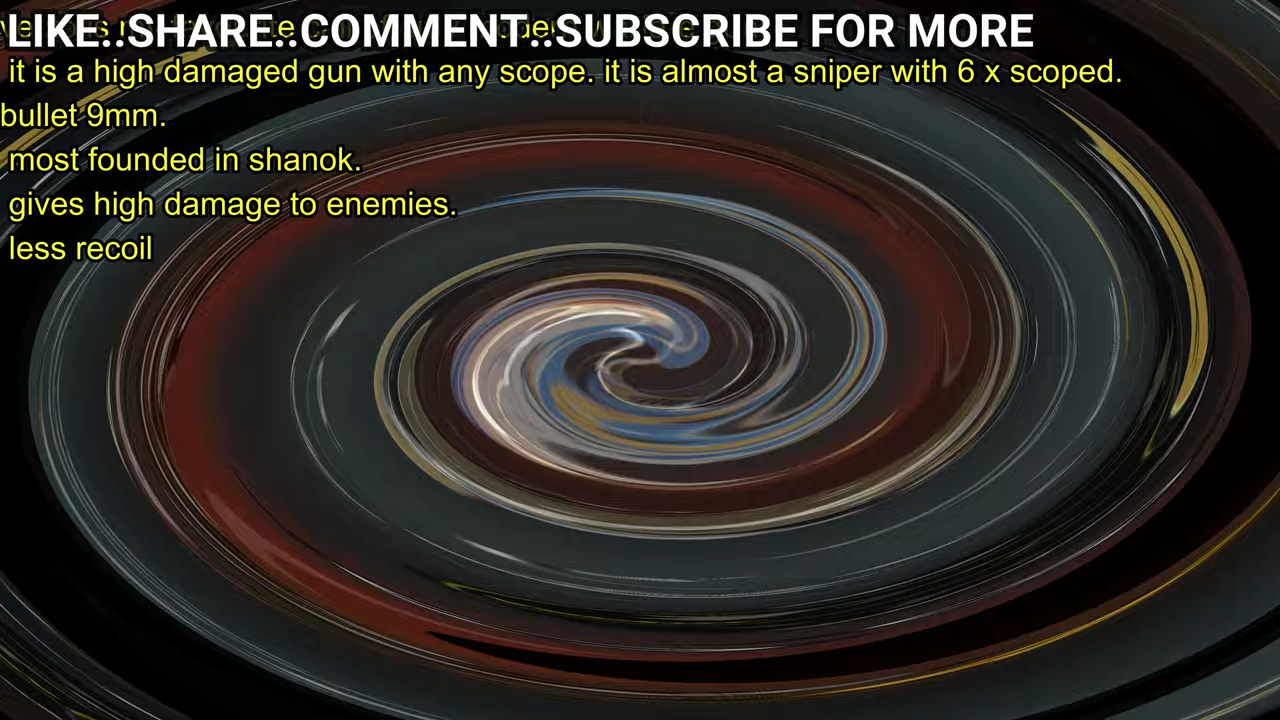 LIKE..SHARE..COMMENT..SUBSCRIBE FOR MORE
it is a high damaged gun with any scope. it is almost a sniper with 6 x scoped.
bullet 9mm.
most founded in shanok.
gives high damage to enemies.
less recoil